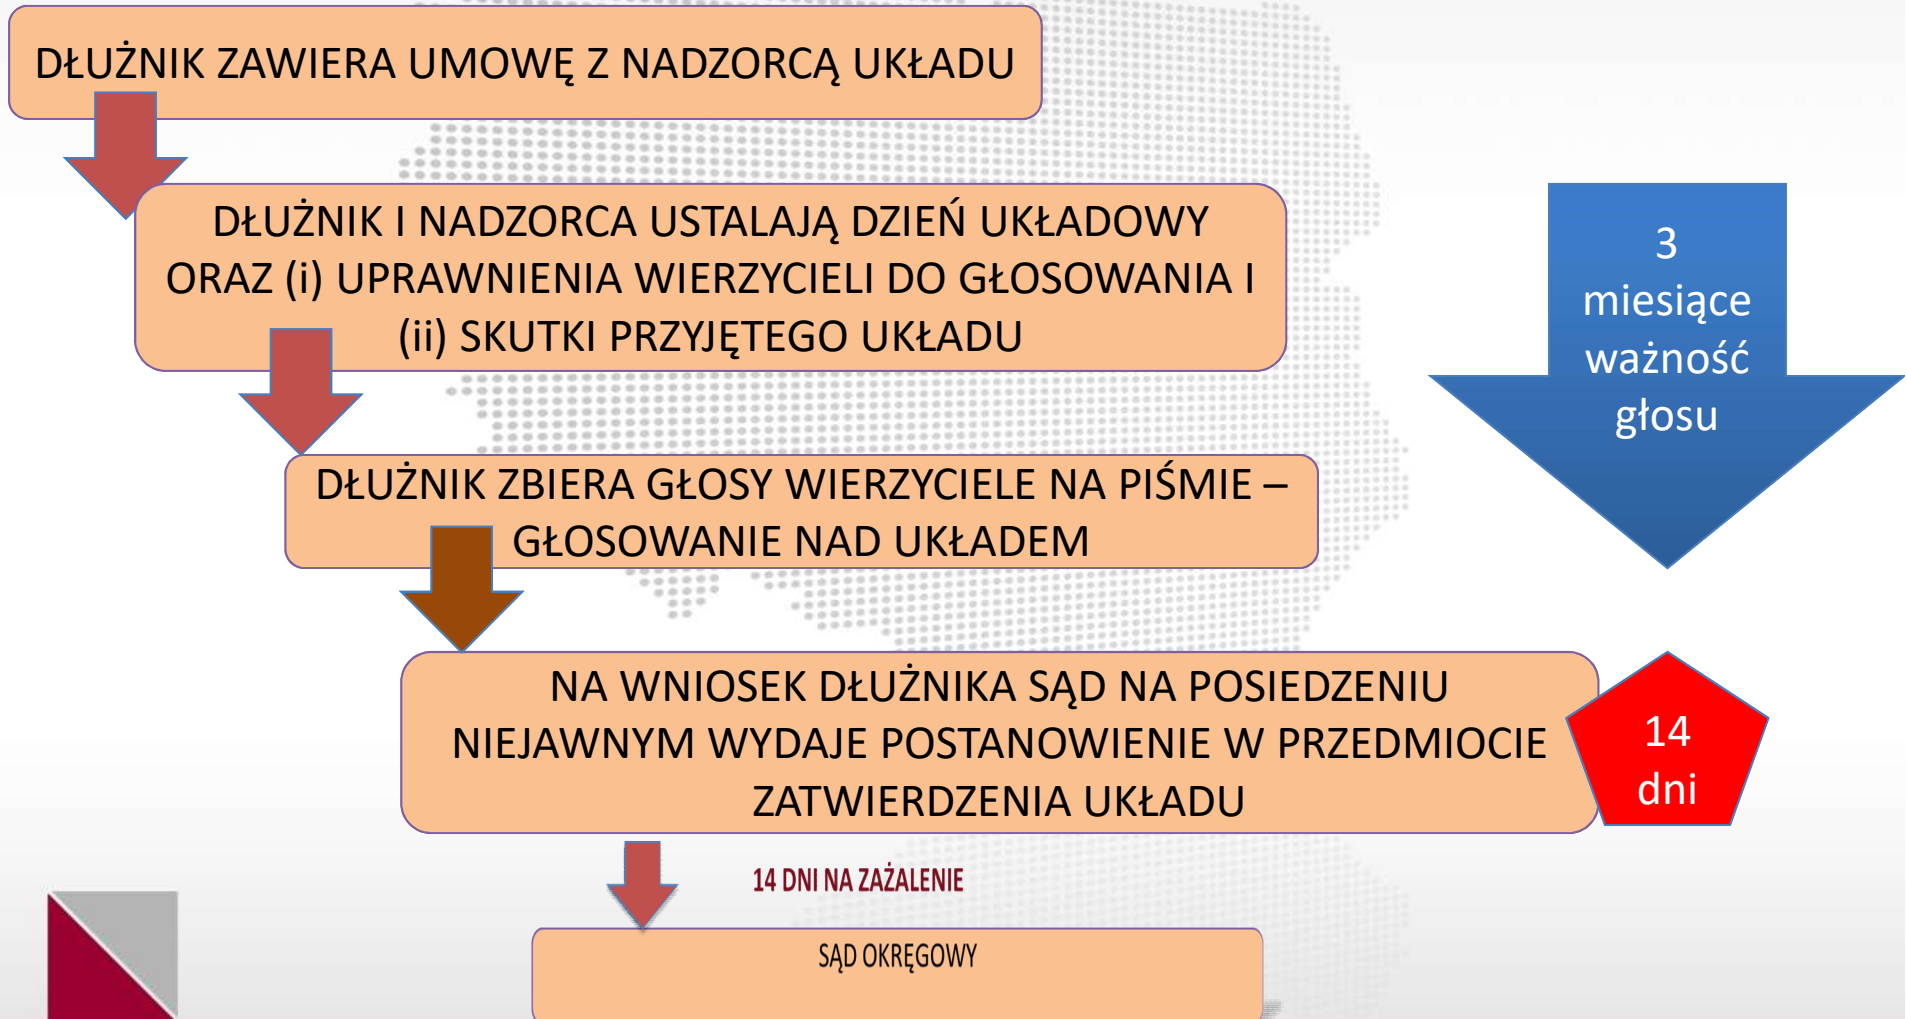 DŁUŻNIK ZAWIERA UMOWĘ Z NADZORCĄ UKŁADU
DŁUŻNIK I NADZORCA USTALAJĄ DZIEŃ UKŁADOWY
ORAZ (i) UPRAWNIENIA WIERZYCIELI DO GŁOSOWANIA I
(ii) SKUTKI PRZYJĘTEGO UKŁADU
3
miesiące
ważność
głosu
DŁUŻNIK ZBIERA GŁOSY WIERZYCIELE NA PIŚMIE –
GŁOSOWANIE NAD UKŁADEM
NA WNIOSEK DŁUŻNIKA SĄD NA POSIEDZENIU
NIEJAWNYM WYDAJE POSTANOWIENIE W PRZEDMIOCIE
ZATWIERDZENIA UKŁADU
14
dni
14 DNI NA ZAŻALENIE
SĄD OKRĘGOWY